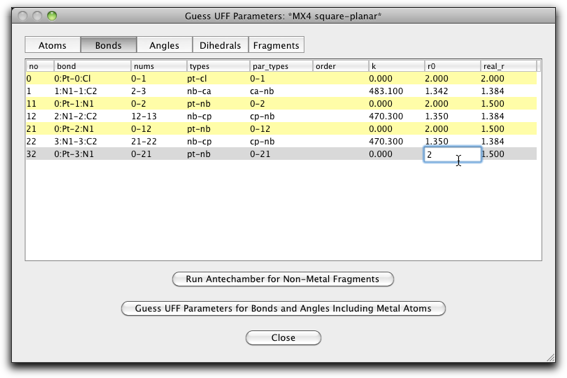 Guess UFF Parameters: *MX4 square-planar*
Atoms Bonds Angles Dihedrals Fragments
no bond nums types par_types order k r0 real_r
0 0:Pt-0:Cl 0-1 pt-cl 0-1 0.000 2.000 2.000
1 1:N1-1:C2 2-3 nb-ca ca-nb 483.100 1.342 1.384
11 0:Pt-1:N1 0-2 pt-nb 0-2 0.000 2.000 1.500
12 2:N1-2:C2 12-13 nb-cp cp-nb 470.300 1.350 1.384
21 0:Pt-2:N1 0-12 pt-nb 0-12 0.000 2.000 1.500
22 3:N1-3:C2 21-22 nb-cp cp-nb 470.300 1.350 1.384
32 0:Pt-3:N1 0-21 pt-nb 0-21 0.000 2 1.500
Run Antechamber for Non-Metal Fragments
Guess UFF Parameters for Bonds and Angles Including Metal Atoms
Close